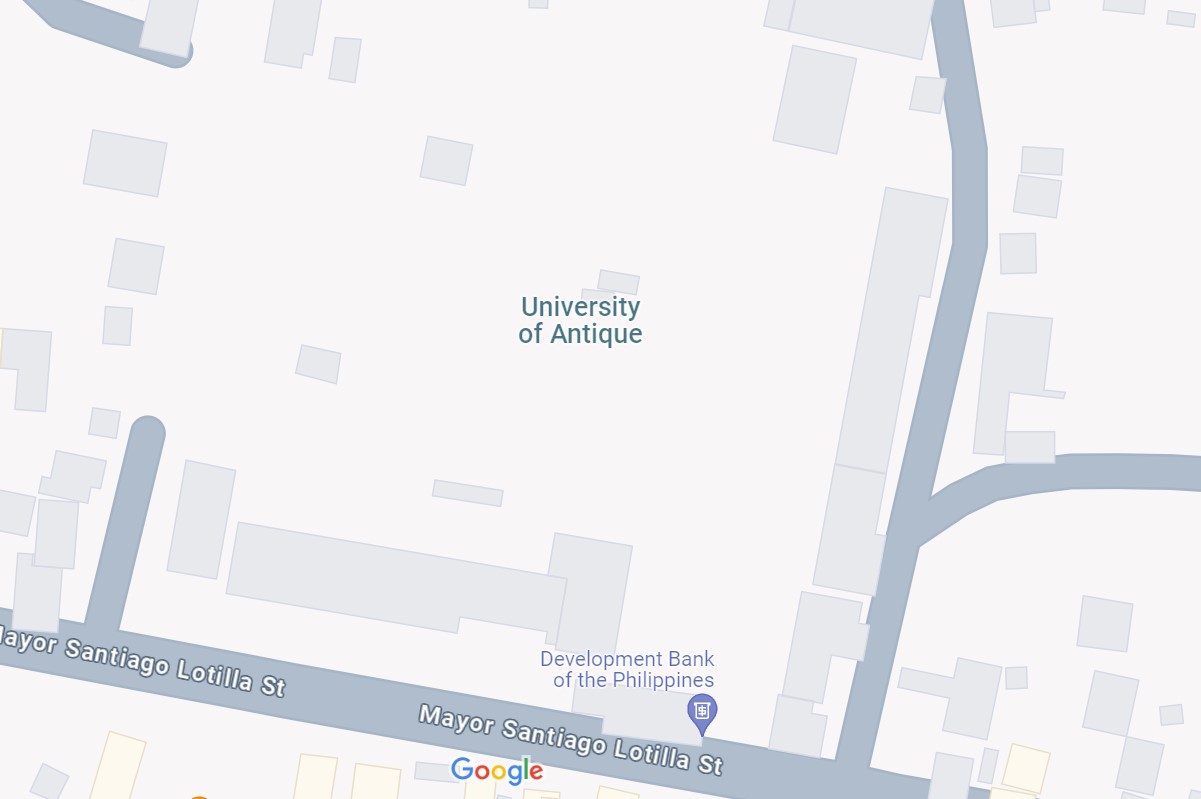 University
of Antique
Mayor Santiago Lotilla St
Development Bank
of the Philippines
Mayor Santiago Lotilla St
Google